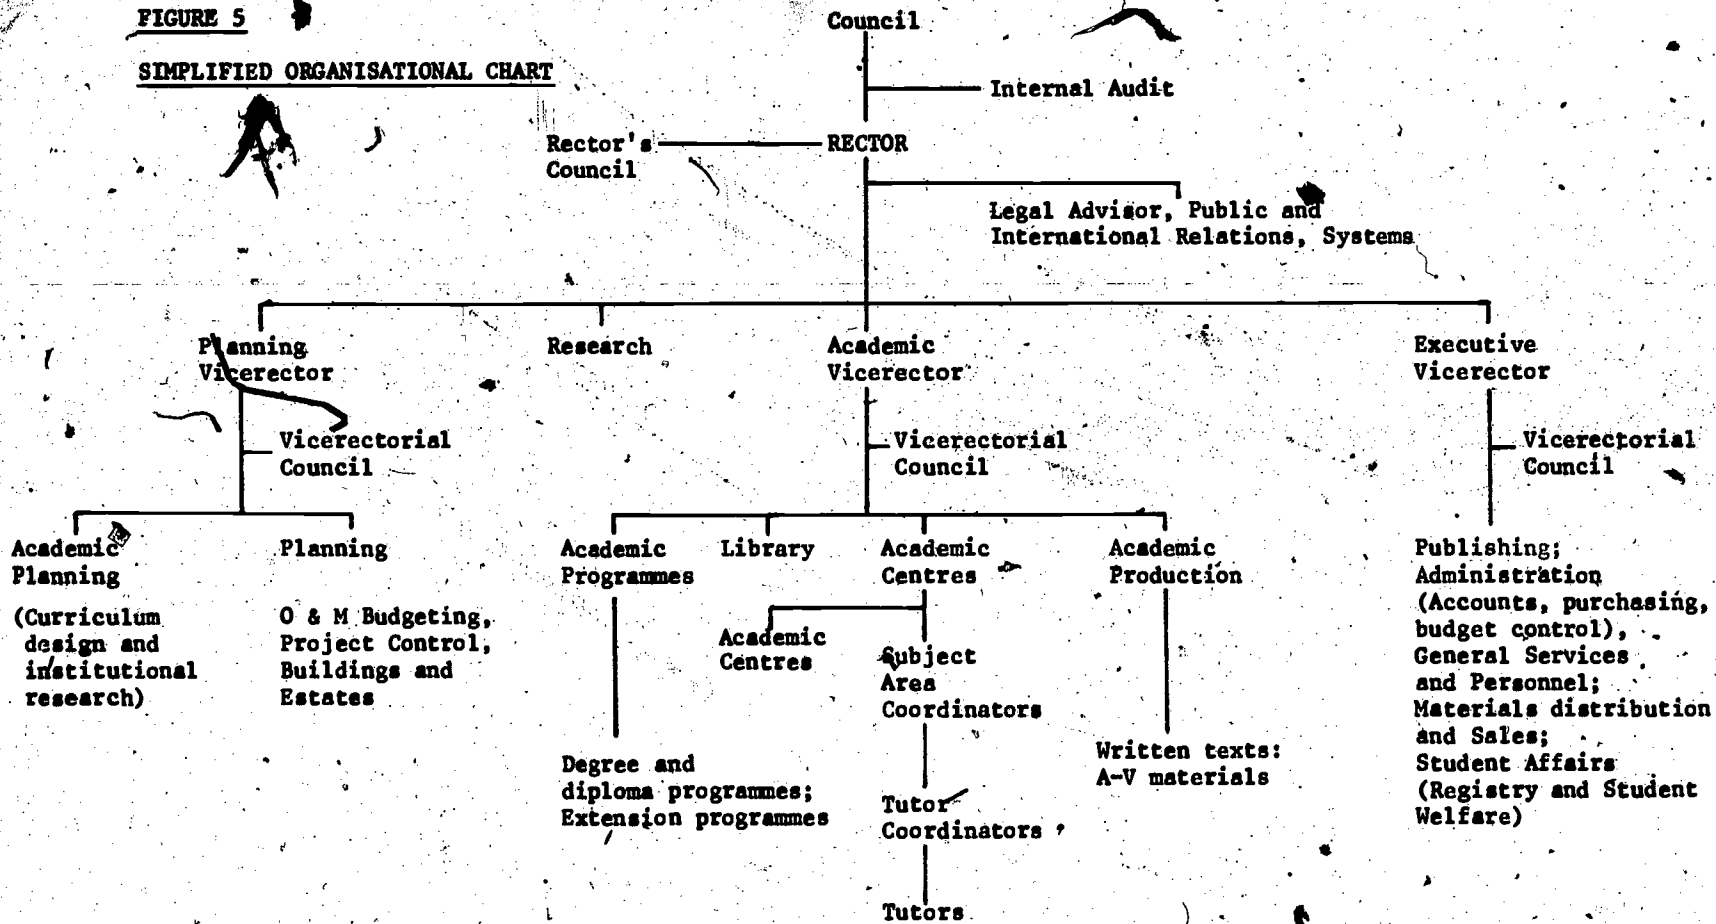 FIGURE 5
SIMPLIFIED ORGANISATIONAL CHART
Council
Internal Audit
Rector's
Council
RECTOR
Legal Advisor, Public and
International Relations, Systems
Planning
Vicerector
Research
Academic
Vicerector
Executive
Vicerector
Vicerectorial
Council
Vicerectorial
Council
Vicerectorial
Council
Academic
Planning
(Curriculum
design and
institutional
research)
Planning
O & M Budgeting,
Project Control,
Buildings and
Estates
Academic
Programmes
Degree and
diploma programmes;
Extension programmes
Library
Academic
Centres
Academic
Centres
Subject
Area
Coordinators
Tutor
Coordinators
Tutors
Academic
Production
Written texts:
A-V materials
Publishing;
Administration
(Accounts, purchasing,
budget control),
General Services
and Personnel;
Materials distribution
and Sales;
Student Affairs
(Registry and Student
Welfare)